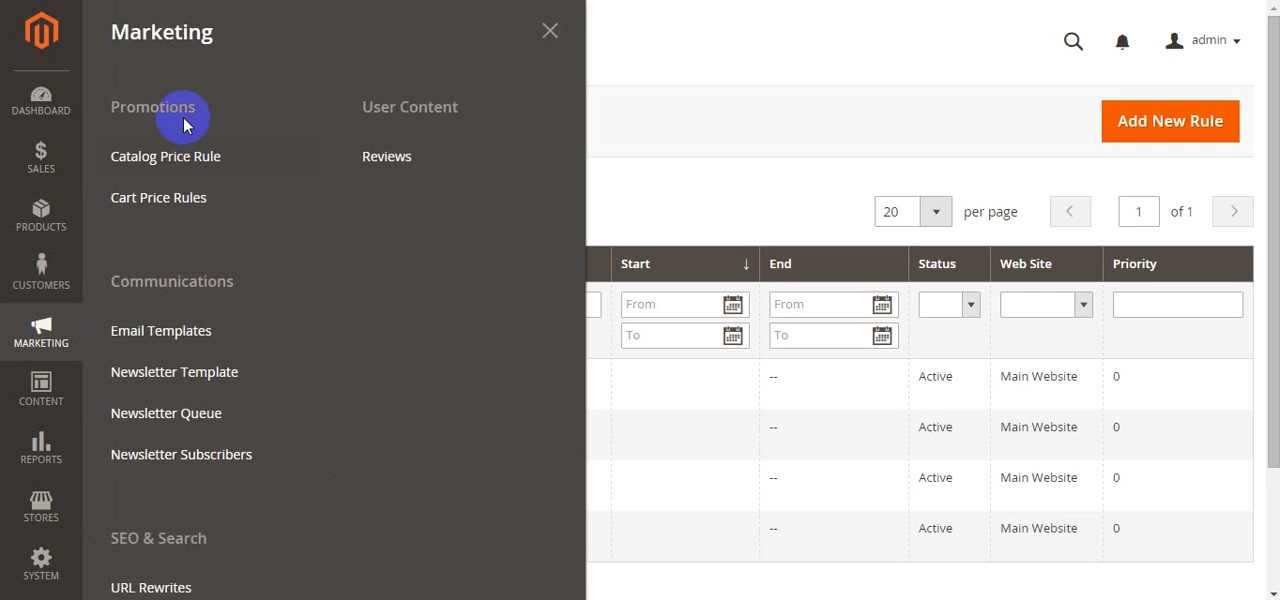 Marketing
admin
Promotions
User Content
DASHBOARD
Add New Rule
Catalog Price Rule
Reviews
SALES
Cart Price Rules
20 per page 1 of 1
PRODUCTS
Start ↓ End Status Web Site Priority
CUSTOMERS
Communications
From From
Email Templates
To To
MARKETING
Newsletter Template
-- Active Main Website 0
CONTENT
Newsletter Queue
-- Active Main Website 0
REPORTS
Newsletter Subscribers
-- Active Main Website 0
STORES
SEO & Search
-- Active Main Website 0
SYSTEM
URL Rewrites